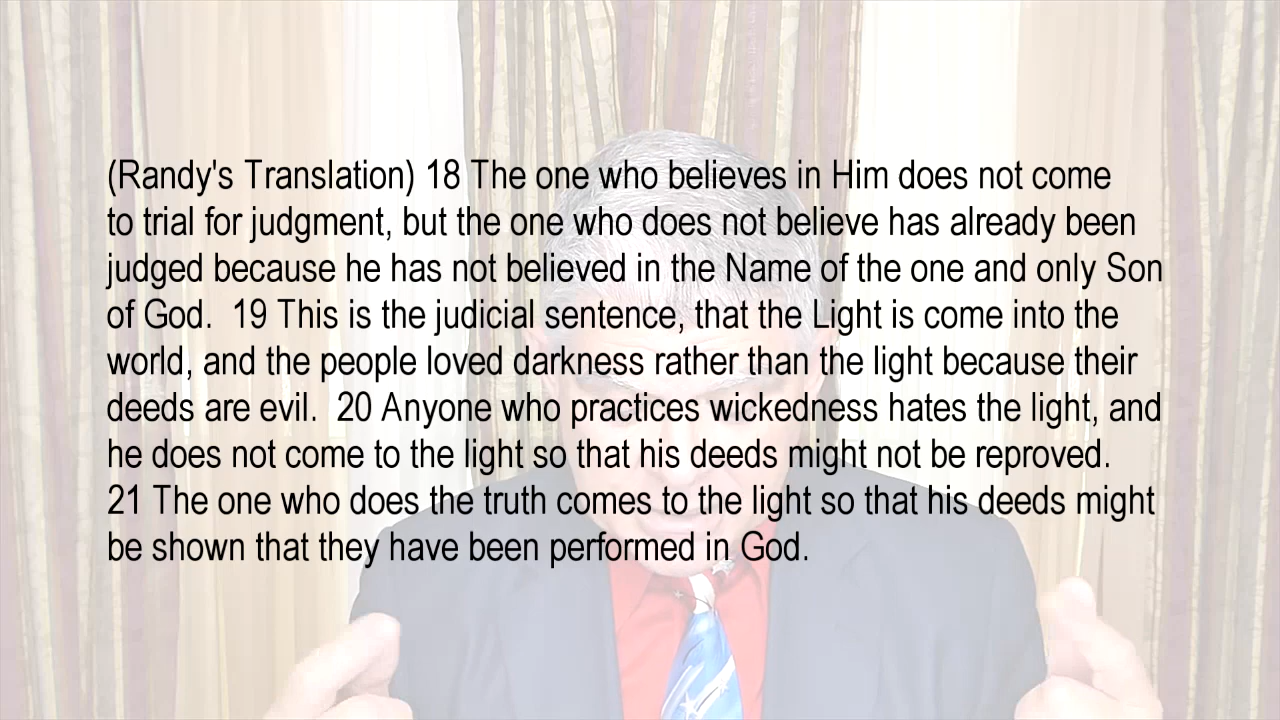 (Randy's Translation) 18 The one who believes in Him does not come
to trial for judgment, but the one who does not believe has already been
judged because he has not believed in the Name of the one and only Son
of God.  19 This is the judicial sentence, that the Light is come into the
world, and the people loved darkness rather than the light because their
deeds are evil.  20 Anyone who practices wickedness hates the light, and
he does not come to the light so that his deeds might not be reproved.
21 The one who does the truth comes to the light so that his deeds might
be shown that they have been performed in God.